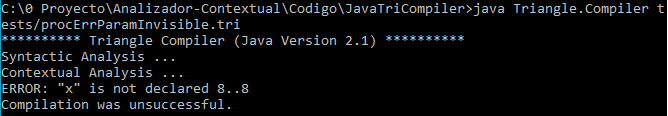 C:\0 Proyecto\Analizador-Contextual\Codigo\JavaTriCompiler>java Triangle.Compiler t
ests/procErrParamInvisible.tri
********** Triangle Compiler (Java Version 2.1) **********
Syntactic Analysis ...
Contextual Analysis ...
ERROR: "x" is not declared 8..8
Compilation was unsuccessful.